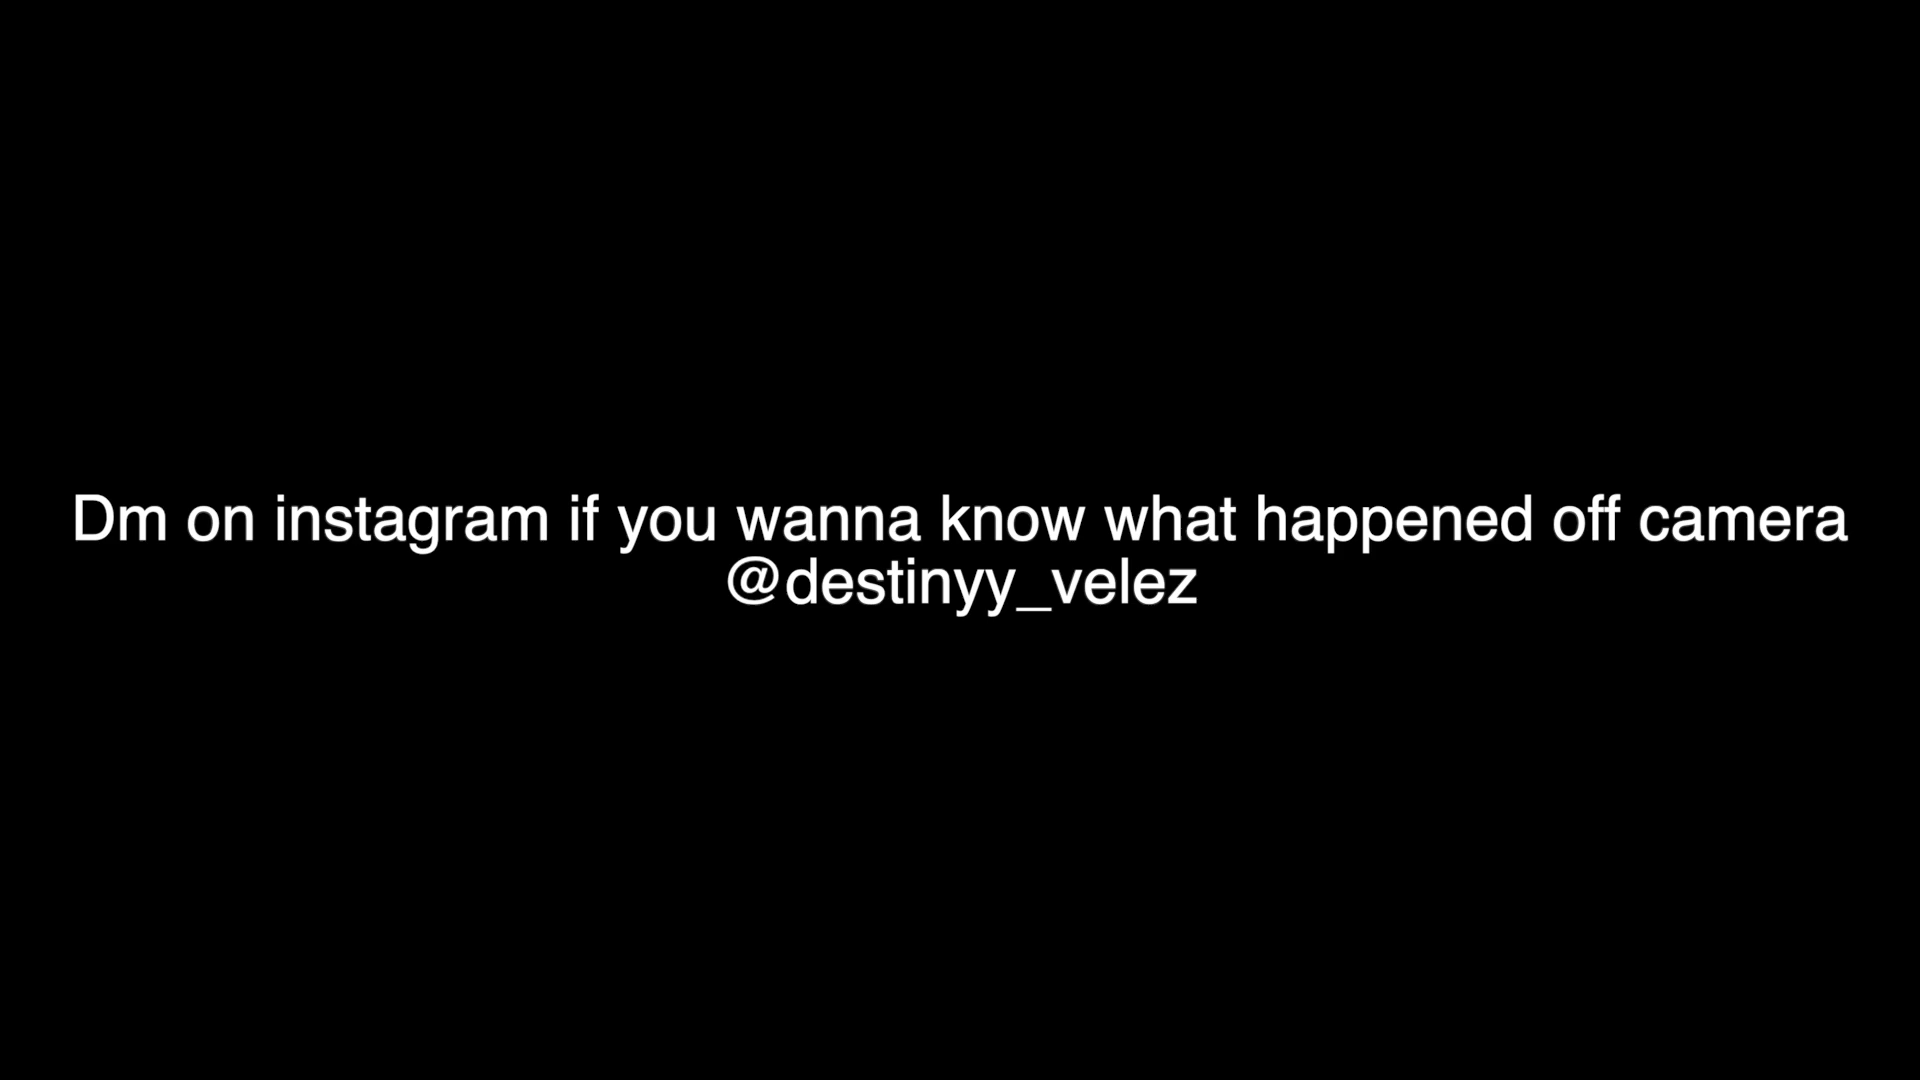 Dm on instagram if you wanna know what happened off camera
@destinyy_velez